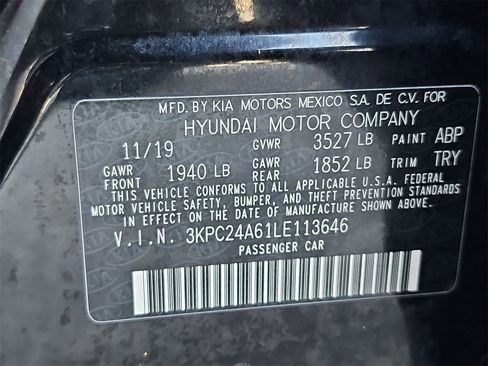 MFD. BY KIA MOTORS MEXICO S.A. DE C.V. FOR
HYUNDAI MOTOR COMPANY
11/19 GVWR 3527 LB PAINT ABP
GAWR FRONT 1940 LB GAWR REAR 1852 LB TRIM TRY
THIS VEHICLE CONFORMS TO ALL APPLICABLE U.S.A. FEDERAL
MOTOR VEHICLE SAFETY, BUMPER, AND THEFT PREVENTION STANDARDS
IN EFFECT ON THE DATE OF MANUFACTURE SHOWN ABOVE.
V.I.N. 3KPC24A61LE113646
PASSENGER CAR